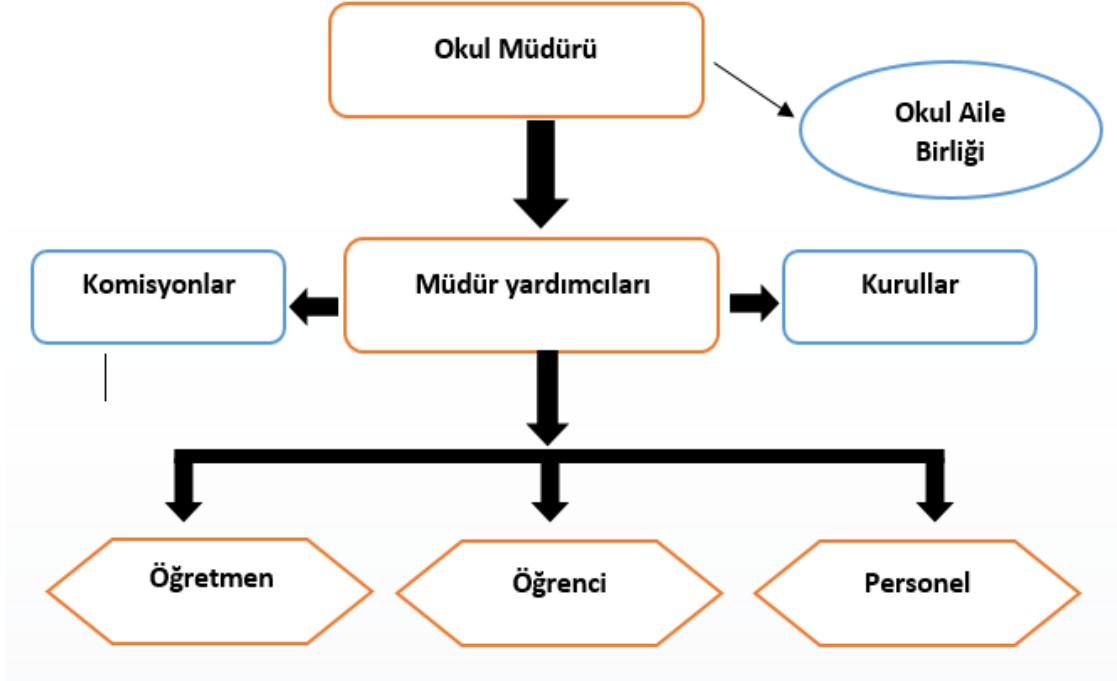 Okul Müdürü
Okul Aile
Birliği
Komisyonlar
Müdür yardımcıları
Kurullar
Öğretmen
Öğrenci
Personel